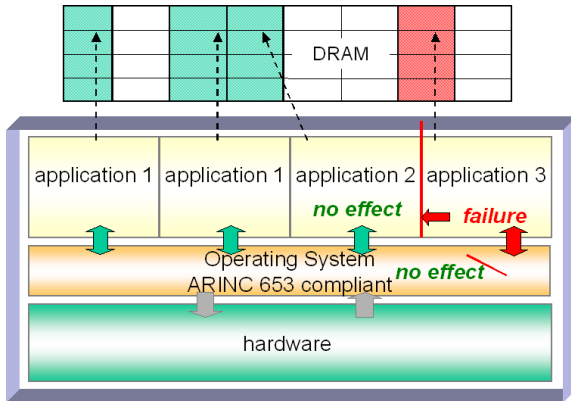 DRAM
application 1
application 1
application 2
application 3
no effect
failure
Operating System
no effect
ARINC 653 compliant
hardware